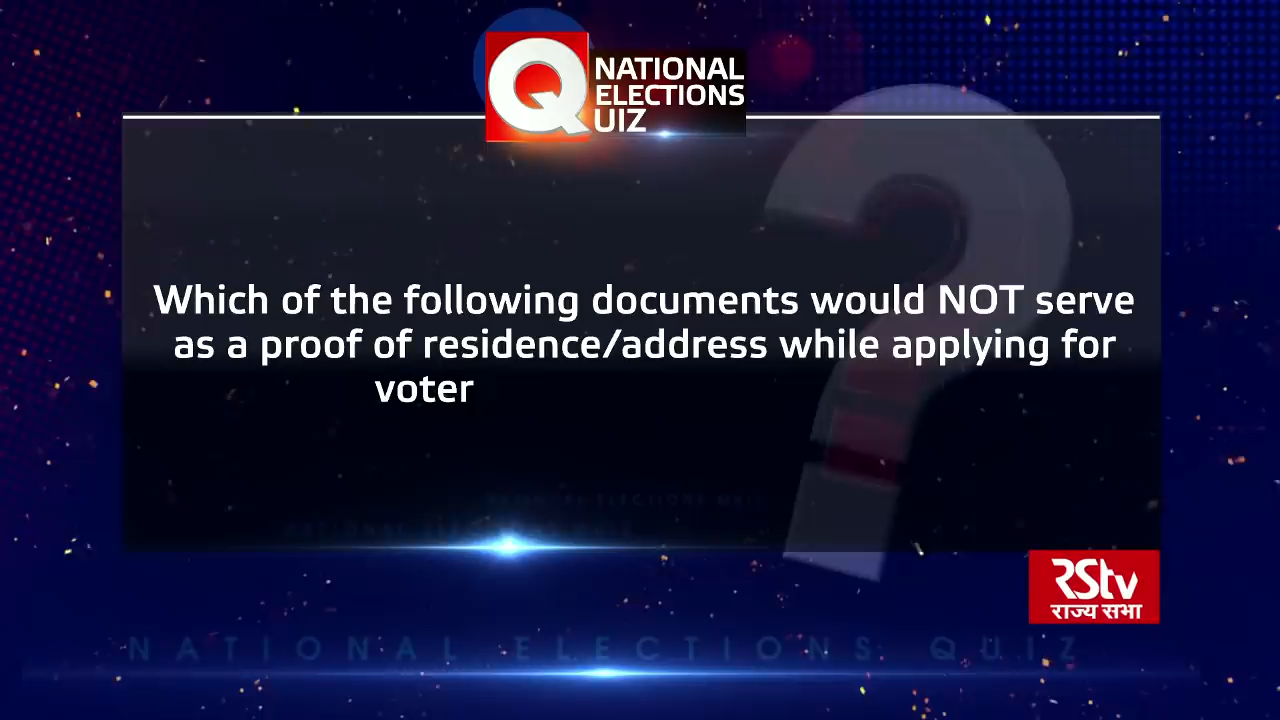 Q NATIONAL
ELECTIONS
UIZ
Which of the following documents would NOT serve
as a proof of residence/address while applying for
voter
RStv
राज्य सभा
NATIONAL ELECTIONS QUIZ